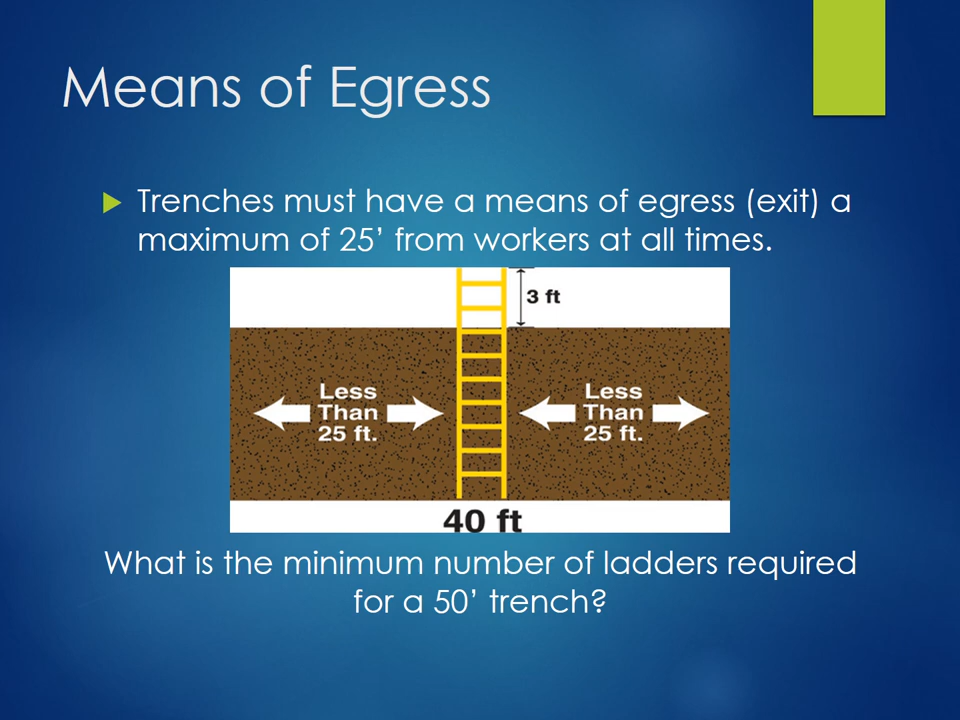 Means of Egress
Trenches must have a means of egress (exit) a
maximum of 25’ from workers at all times.
3 ft
Less
Than
25 ft.
Less
Than
25 ft.
40 ft
What is the minimum number of ladders required
for a 50’ trench?